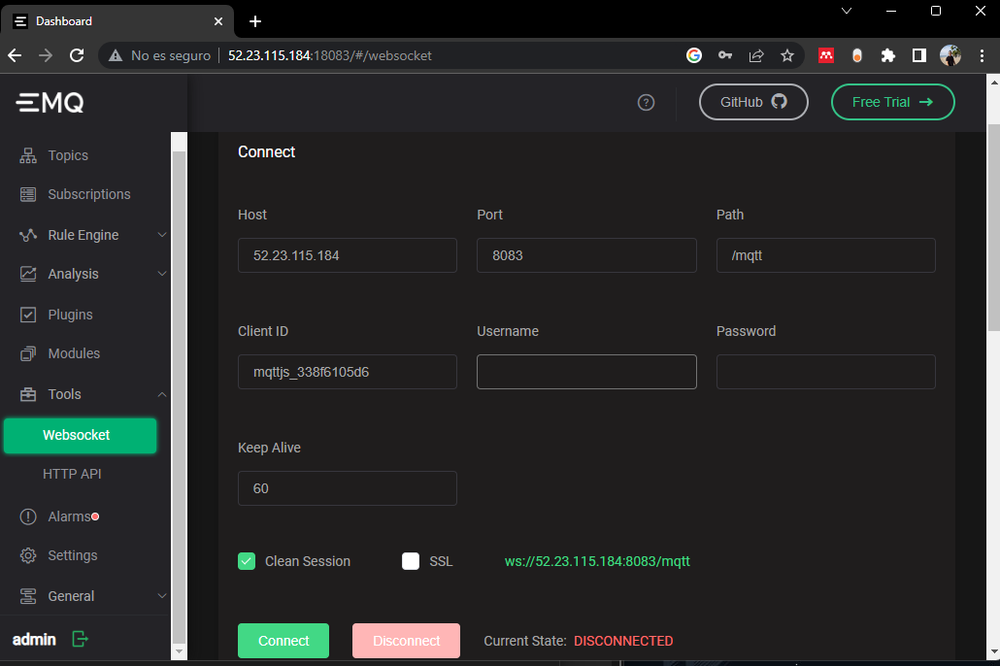 Dashboard
No es seguro 52.23.115.184:18083/#/websocket
EMQ
GitHub
Free Trial
Topics
Subscriptions
Rule Engine
Analysis
Plugins
Modules
Tools
Websocket
HTTP API
Alarms
Settings
General
admin
Connect
Host Port Path
52.23.115.184 8083 /mqtt
Client ID Username Password
mqttjs_338f6105d6
Keep Alive
60
Clean Session SSL ws://52.23.115.184:8083/mqtt
Connect Disconnect Current State: DISCONNECTED